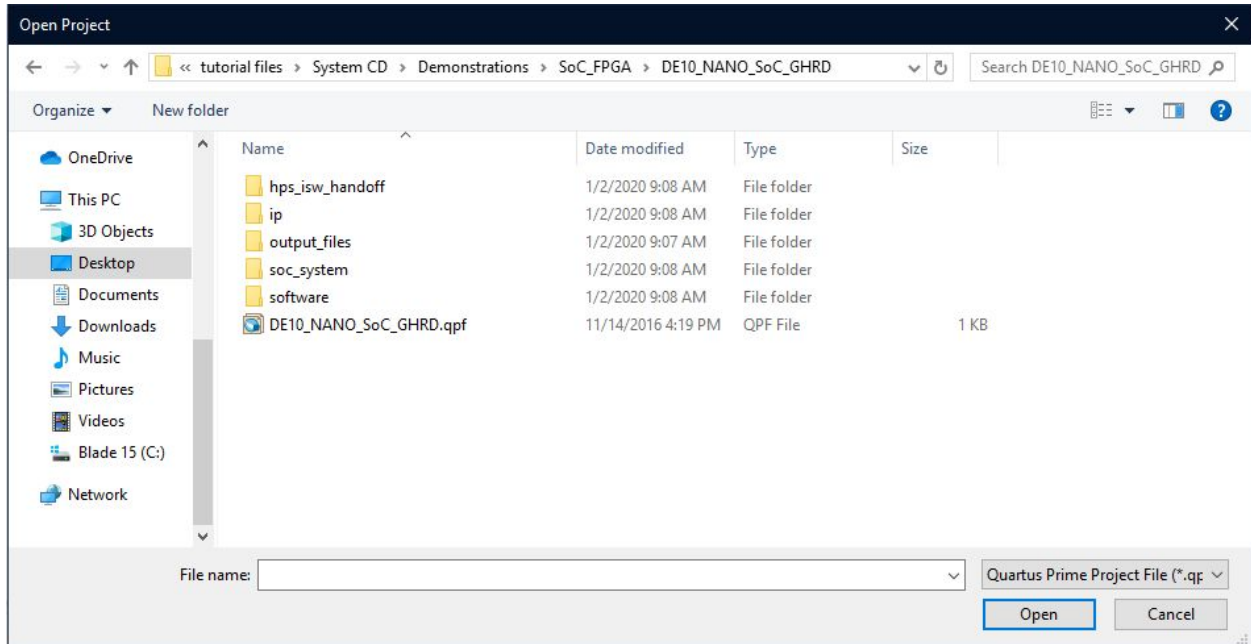 Open Project
« tutorial files › System CD › Demonstrations › SoC_FPGA › DE10_NANO_SoC_GHRD
Search DE10_NANO_SoC_GHRD
Organize
New folder
OneDrive
This PC
3D Objects
Desktop
Documents
Downloads
Music
Pictures
Videos
Blade 15 (C:)
Network
Name Date modified Type Size
hps_isw_handoff 1/2/2020 9:08 AM File folder
ip 1/2/2020 9:08 AM File folder
output_files 1/2/2020 9:07 AM File folder
soc_system 1/2/2020 9:08 AM File folder
software 1/2/2020 9:08 AM File folder
DE10_NANO_SoC_GHRD.qpf 11/14/2016 4:19 PM QPF File 1 KB
File name:
Quartus Prime Project File (*.qp
Open
Cancel